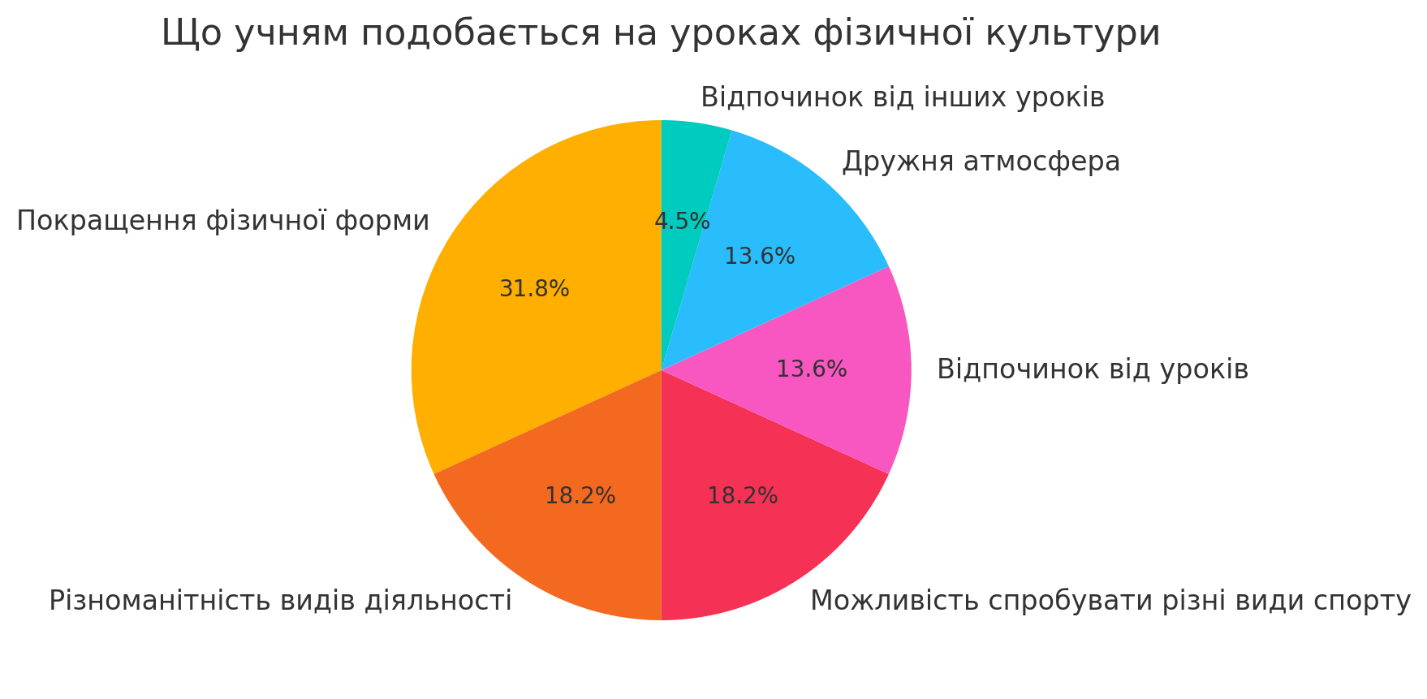 Що учням подобається на уроках фізичної культури
Відпочинок від інших уроків
Дружня атмосфера
Покращення фізичної форми
4.5%
13.6%
31.8%
13.6%
Відпочинок від уроків
18.2%
18.2%
Різноманітність видів діяльності
Можливість спробувати різні види спорту